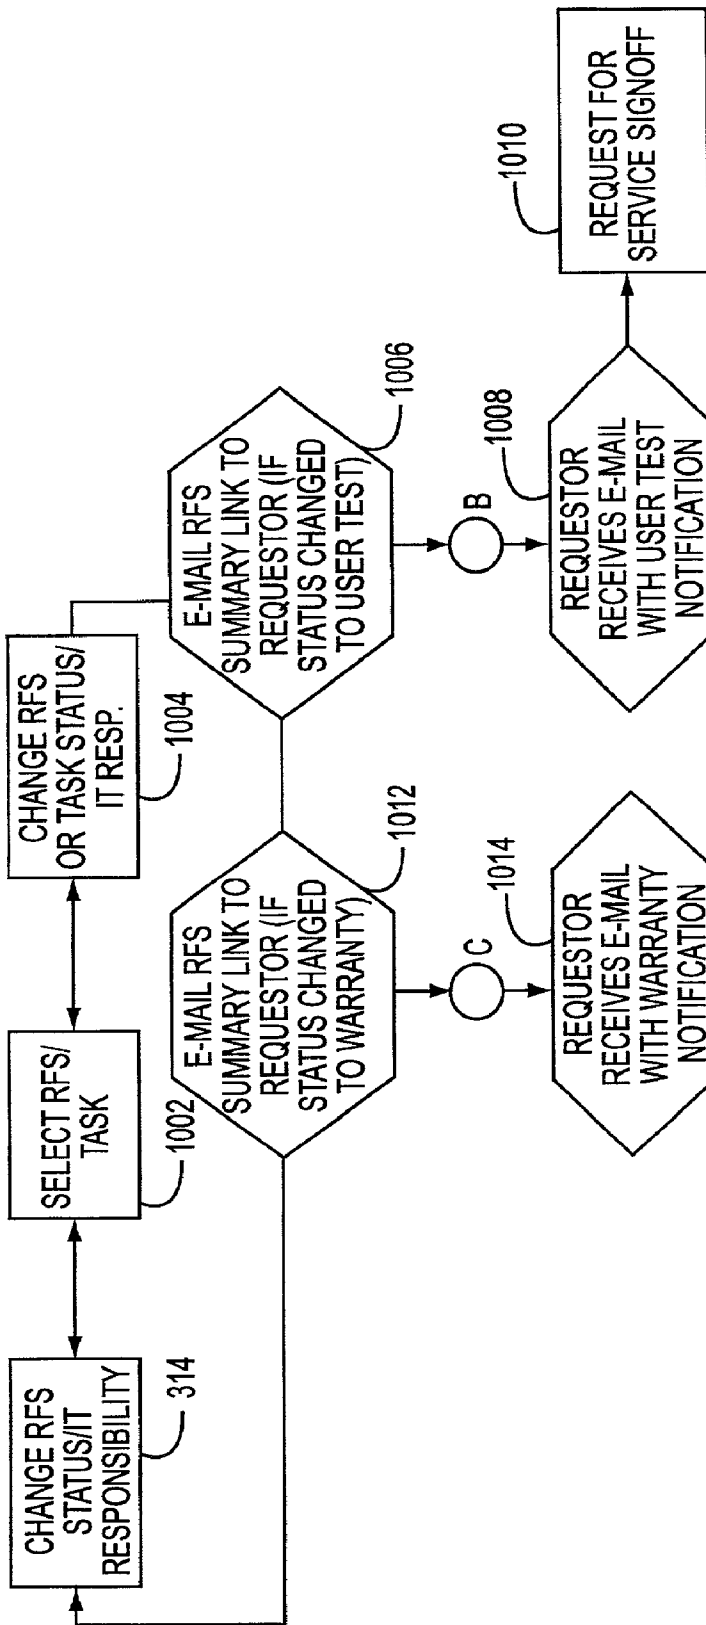 CHANGE RFS
STATUS/IT
RESPONSIBILITY
314
SELECT RFS/
TASK
1002
CHANGE RFS
OR TASK STATUS/
IT RESP.
1004
E-MAIL RFS
SUMMARY LINK TO
REQUESTOR (IF
STATUS CHANGED
TO WARRANTY)
1012
E-MAIL RFS
SUMMARY LINK TO
REQUESTOR (IF
STATUS CHANGED
TO USER TEST)
1006
C
B
REQUESTOR
RECEIVES E-MAIL
WITH WARRANTY
NOTIFICATION
1014
REQUESTOR
RECEIVES E-MAIL
WITH USER TEST
NOTIFICATION
1008
REQUEST FOR
SERVICE SIGNOFF
1010